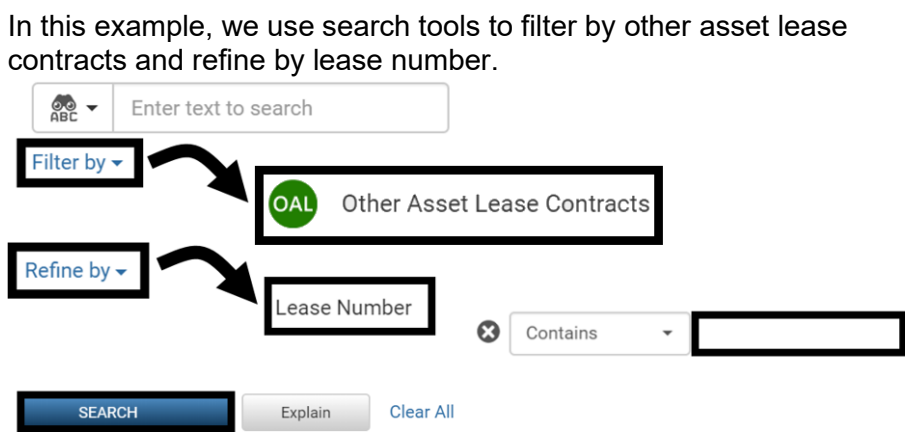 In this example, we use search tools to filter by other asset lease
contracts and refine by lease number.
ABC Enter text to search
Filter by
OAL Other Asset Lease Contracts
Refine by
Lease Number
Contains
SEARCH Explain Clear All